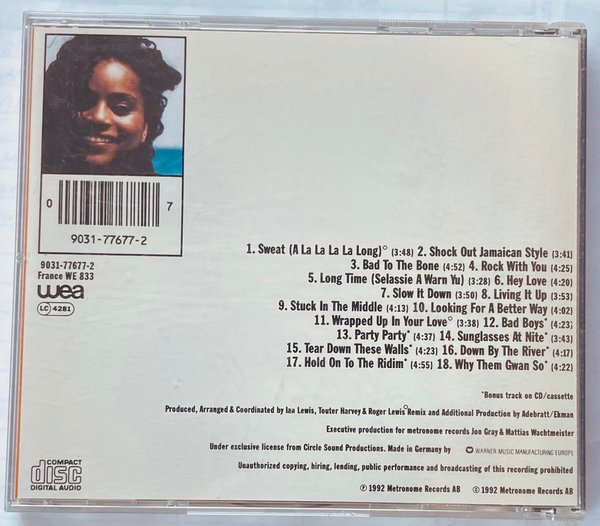 0 7
9031-77677-2
9031-77677-2
France WE 833
wea
LC 4281
1. Sweat (A La La La La Long)° (3:48) 2. Shock Out Jamaican Style (3:41)
3. Bad To The Bone (4:52) 4. Rock With You (4:25)
5. Long Time (Selassie A Warn Yu) (3:28) 6. Hey Love (4:20)
7. Slow It Down (3:50) 8. Living It Up (3:53)
9. Stuck In The Middle (4:13) 10. Looking For A Better Way (4:02)
11. Wrapped Up In Your Love° (3:38) 12. Bad Boys* (4:23)
13. Party Party* (4:37) 14. Sunglasses At Nite* (4:43)
15. Tear Down These Walls* (4:23) 16. Down By The River* (4:17)
17. Hold On To The Ridim* (4:55) 18. Why Them Gwan So* (4:22)
*Bonus track on CD/cassette
Produced, Arranged & Coordinated by Ian Lewis, Touter Harvey & Roger Lewis °Remix and Additional Production by Adebratt/Ekman
Executive production for metronome records Jon Gray & Mattias Wachtmeister
Under exclusive license from Circle Sound Productions. Made in Germany by WARNER MUSIC MANUFACTURING EUROPE
Unauthorized copying, hiring, lending, public performance and broadcasting of this recording prohibited
COMPACT
disc
DIGITAL AUDIO
℗ 1992 Metronome Records AB © 1992 Metronome Records AB